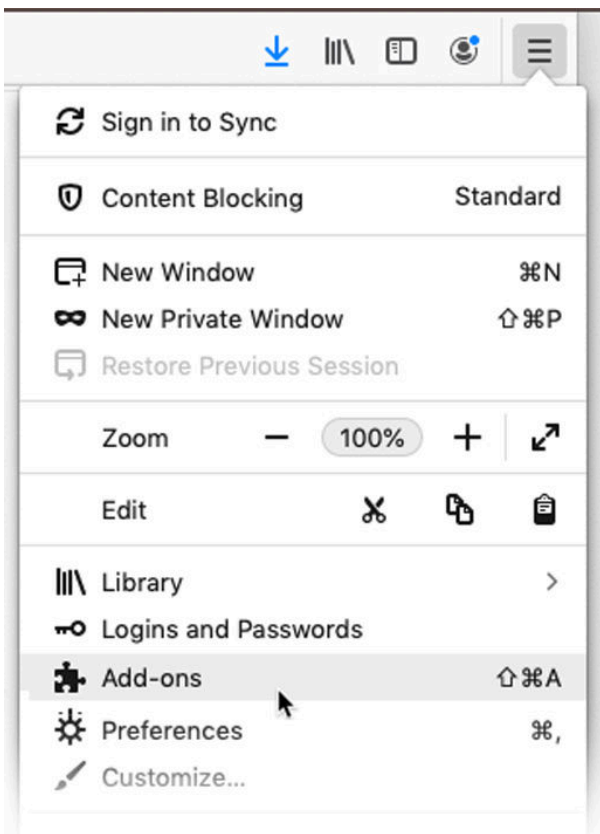 Sign in to Sync
Content Blocking Standard
New Window ⌘N
New Private Window ⇧⌘P
Restore Previous Session
Zoom − 100% +
Edit
Library >
Logins and Passwords
Add-ons ⇧⌘A
Preferences ⌘,
Customize...